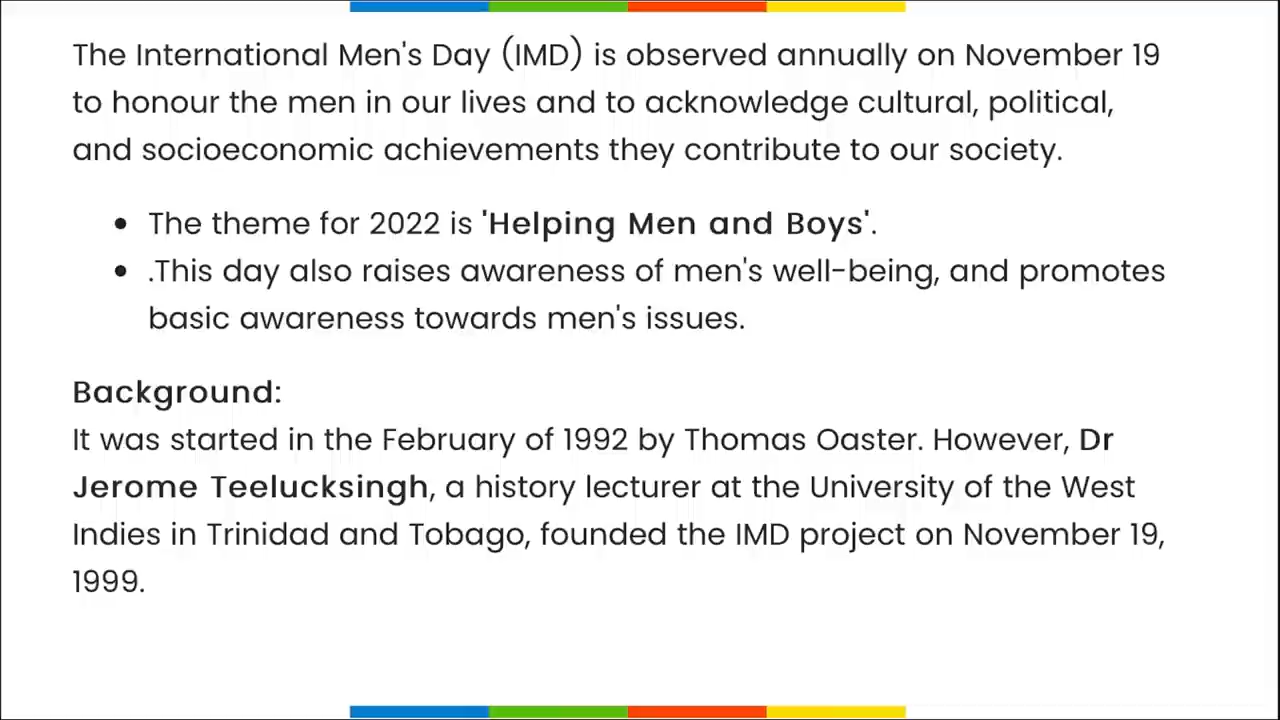 The International Men's Day (IMD) is observed annually on November 19
to honour the men in our lives and to acknowledge cultural, political,
and socioeconomic achievements they contribute to our society.
• The theme for 2022 is 'Helping Men and Boys'.
• .This day also raises awareness of men's well-being, and promotes
basic awareness towards men's issues.
Background:
It was started in the February of 1992 by Thomas Oaster. However, Dr
Jerome Teelucksingh, a history lecturer at the University of the West
Indies in Trinidad and Tobago, founded the IMD project on November 19,
1999.